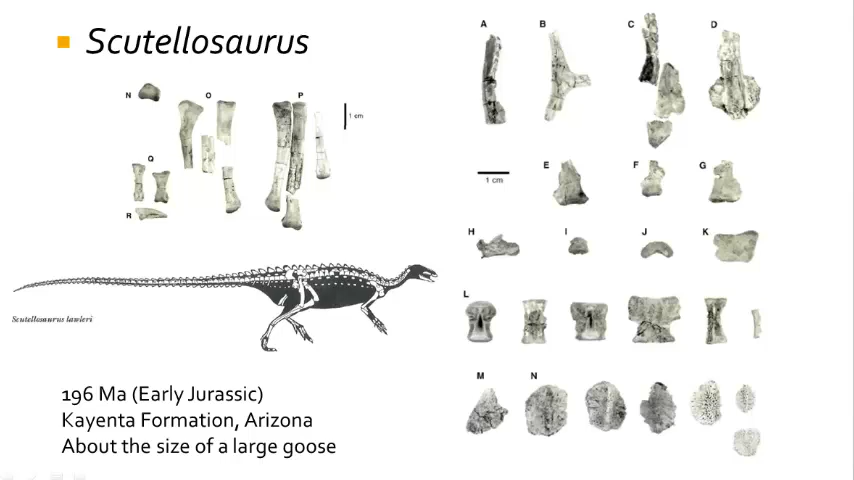 Scutellosaurus
N
O
P
1 cm
Q
R
Scutellosaurus lawleri
196 Ma (Early Jurassic)
Kayenta Formation, Arizona
About the size of a large goose
A
B
C
D
1 cm
E
F
G
H
I
J
K
L
M
N